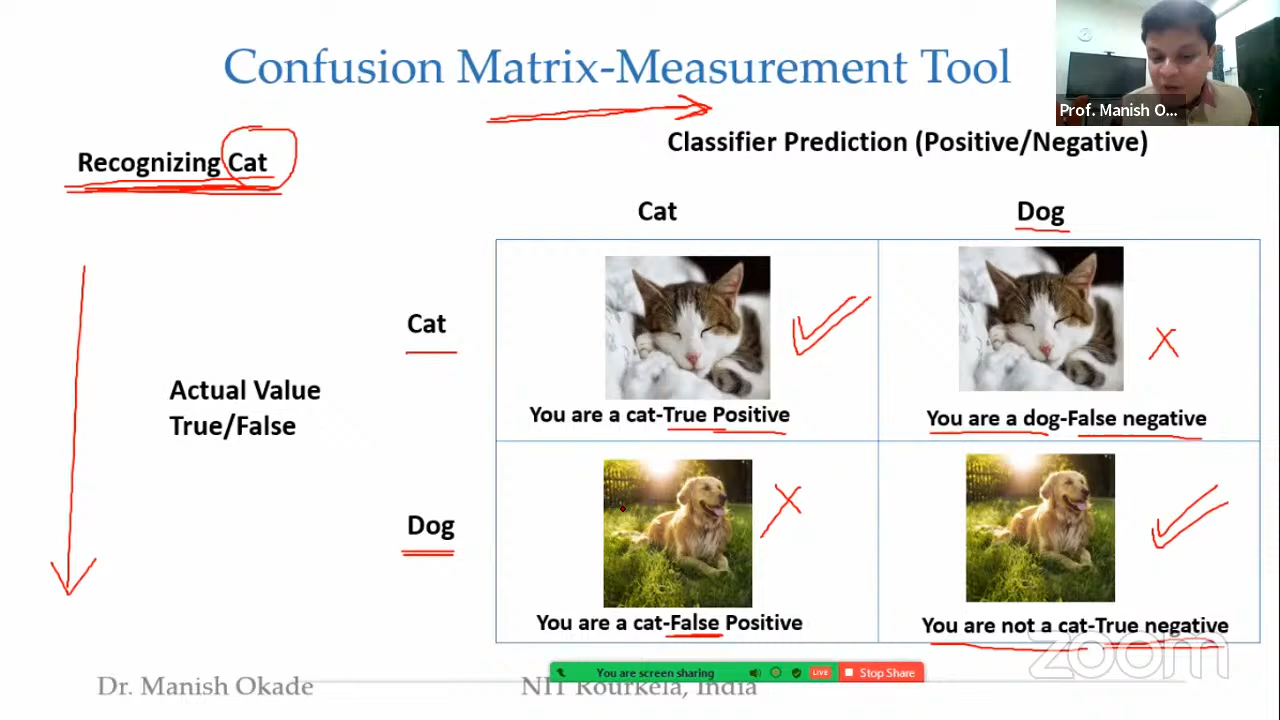 Confusion Matrix-Measurement Tool
Prof. Manish O...
Recognizing Cat
Classifier Prediction (Positive/Negative)
Cat
Dog
Cat
You are a cat-True Positive
You are a dog-False negative
Actual Value
True/False
Dog
You are a cat-False Positive
You are not a cat-True negative
zoom
You are screen sharing
LIVE
Stop Share
Dr. Manish Okade
NIT Rourkela, India